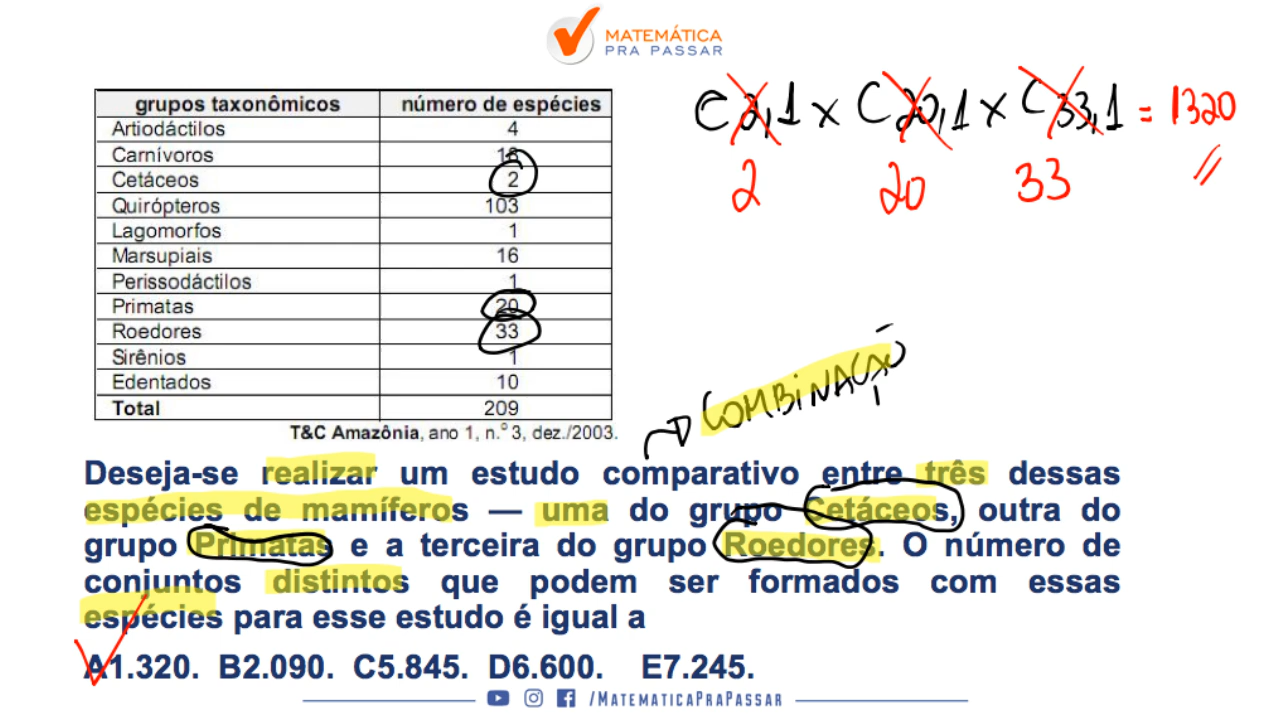 MATEMÁTICA
PRA PASSAR
grupos taxonômicos número de espécies
Artiodáctilos 4
Carnívoros 18
Cetáceos 2
Quirópteros 103
Lagomorfos 1
Marsupiais 16
Perissodáctilos 1
Primatas 20
Roedores 33
Sirênios 1
Edentados 10
Total 209
T&C Amazônia, ano 1, n.º 3, dez./2003.
C2,1 x C20,1 x C33,1 = 1320
2 20 33
COMBINAÇÃO
Deseja-se realizar um estudo comparativo entre três dessas
espécies de mamíferos — uma do grupo Cetáceos, outra do
grupo Primatas e a terceira do grupo Roedores. O número de
conjuntos distintos que podem ser formados com essas
espécies para esse estudo é igual a
A1.320. B2.090. C5.845. D6.600. E7.245.
/MATEMATICAPRAPASSAR